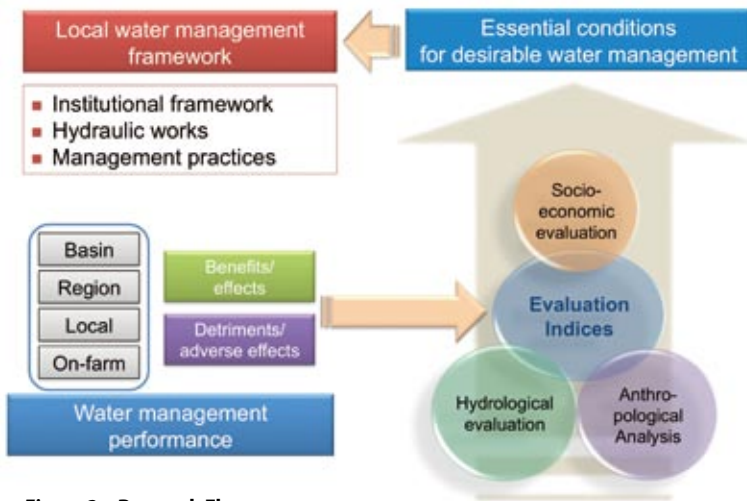 Local water management
framework
Essential conditions
for desirable water management
Institutional framework
Hydraulic works
Management practices
Basin
Region
Local
On-farm
Benefits/
effects
Detriments/
adverse effects
Water management
performance
Socio-
economic
evaluation
Evaluation
Indices
Hydrological
evaluation
Anthro-
pological
Analysis